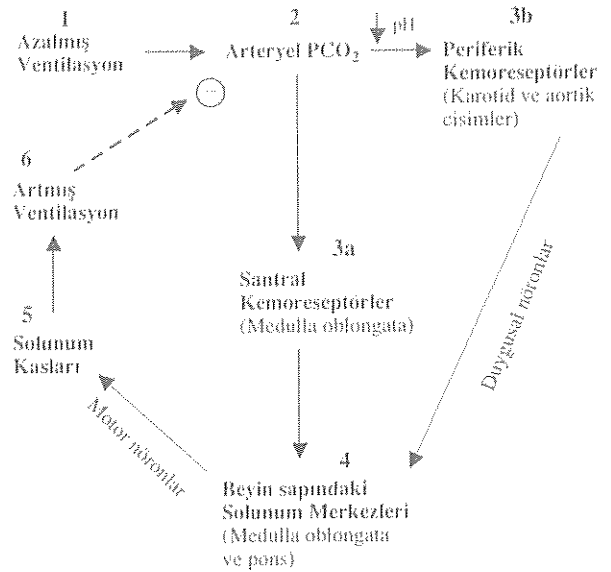 1
Azalmış
Ventilasyon
2
Arteryel PCO₂
pH
3b
Periferik
Kemoreseptörler
(Karotid ve aortik
cisimler)
−
6
Artmış
Ventilasyon
3a
Santral
Kemoreseptörler
(Medulla oblongata)
Duygusal nöronlar
5
Solunum
Kasları
Motor nöronlar
4
Beyin sapındaki
Solunum Merkezleri
(Medulla oblongata
ve pons)